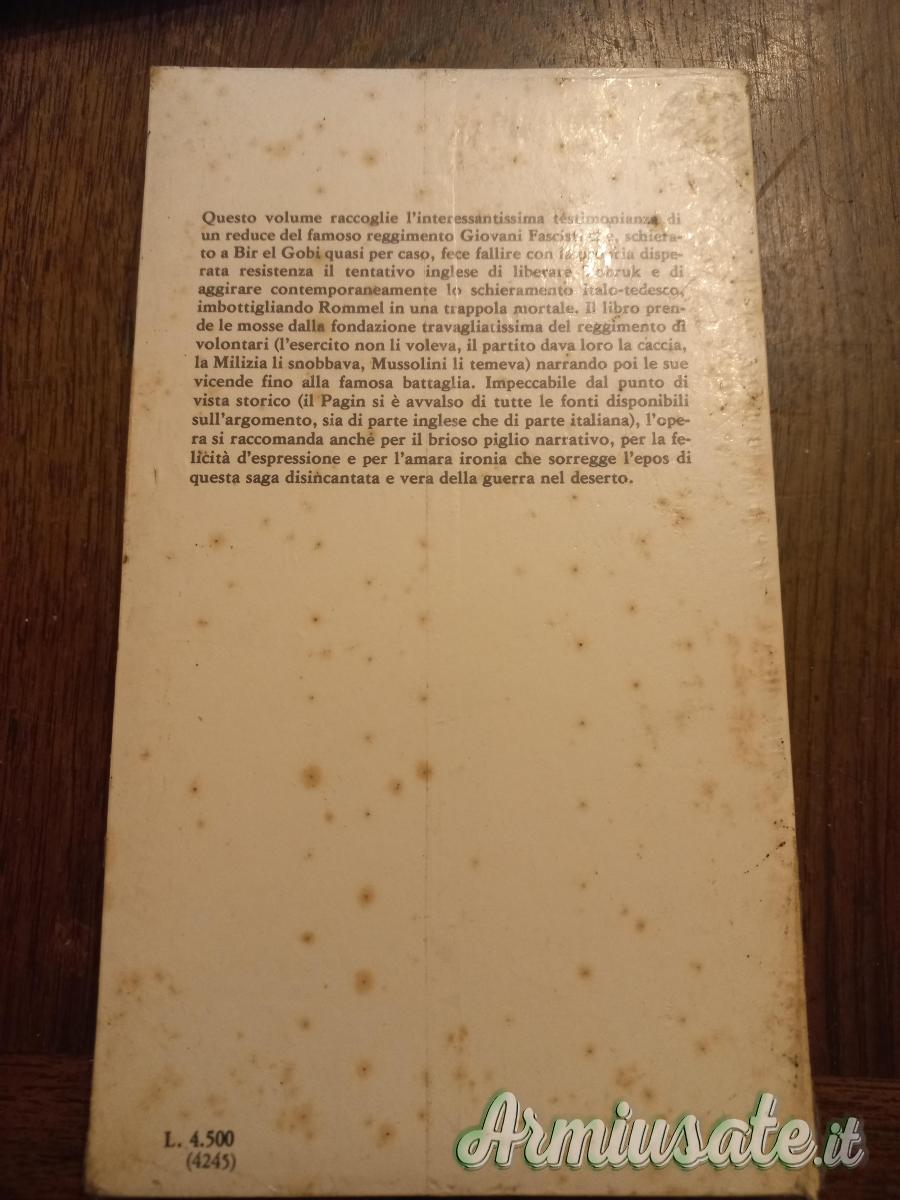 Questo volume raccoglie l'interessantissima testimonianza di
un reduce del famoso reggimento Giovani Fascisti che, schiera-
to a Bir el Gobi quasi per caso, fece fallire con la propria dispe-
rata resistenza il tentativo inglese di liberare Tobruk e di
aggirare contemporaneamente lo schieramento italo-tedesco,
imbottigliando Rommel in una trappola mortale. Il libro pren-
de le mosse dalla fondazione travagliatissima del reggimento di
volontari (l'esercito non li voleva, il partito dava loro la caccia,
la Milizia li snobbava, Mussolini li temeva) narrando poi le sue
vicende fino alla famosa battaglia. Impeccabile dal punto di
vista storico (il Pagin si è avvalso di tutte le fonti disponibili
sull'argomento, sia di parte inglese che di parte italiana), l'ope-
ra si raccomanda anche per il brioso piglio narrativo, per la fe-
licità d'espressione e per l'amara ironia che sorregge l'epos di
questa saga disincantata e vera della guerra nel deserto.
L. 4.500
(4245)
Armiusate.it